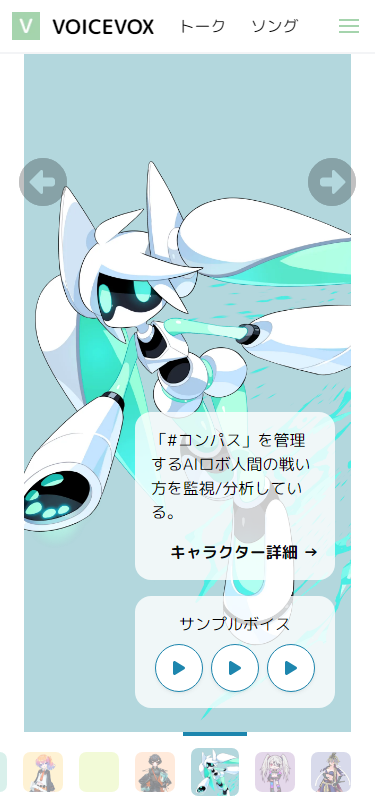 V VOICEVOX トーク ソング
「#コンパス」を管理
するAIロボ人間の戦い
方を監視/分析してい
る。
キャラクター詳細 →
サンプルボイス